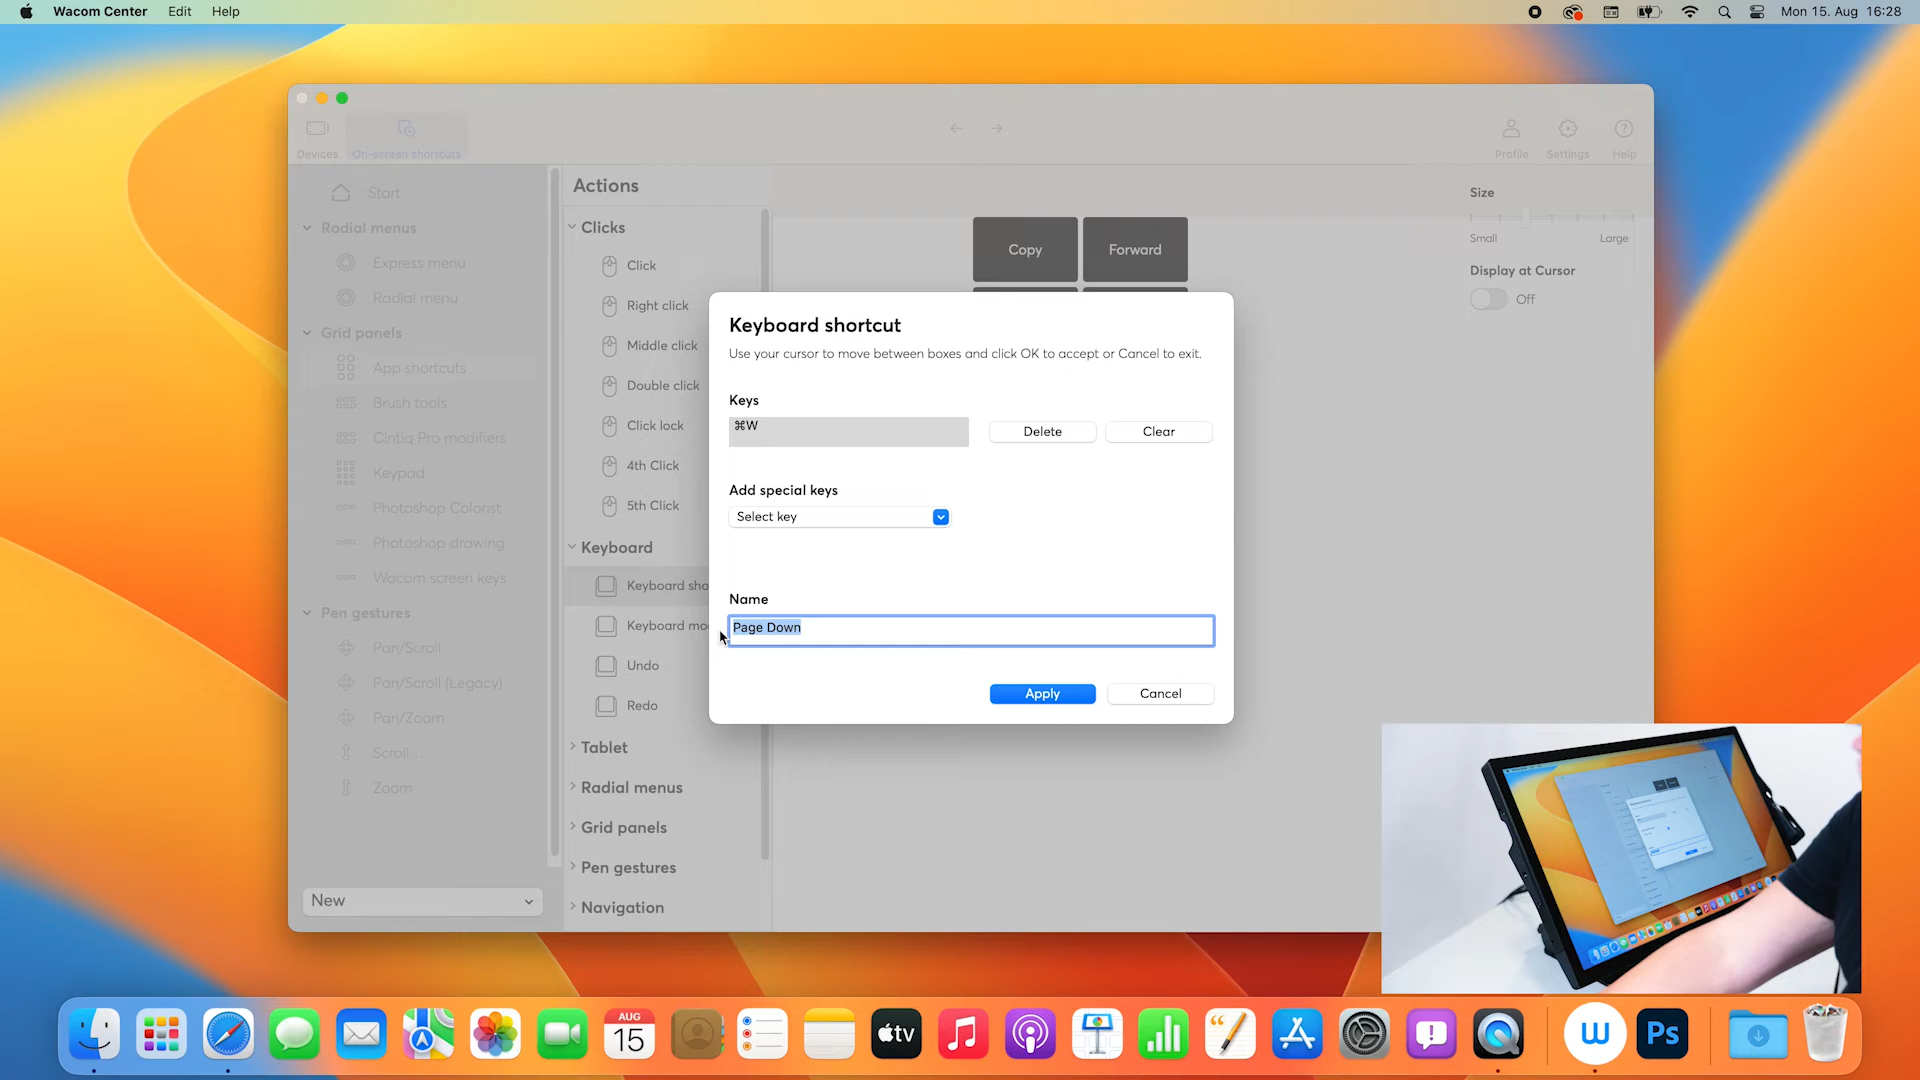 Wacom Center Edit Help
Mon 15. Aug 16:28
Devices
On-screen shortcuts
Profile
Settings
Help
Start
Radial menus
Express menu
Radial menu
Grid panels
App shortcuts
Brush tools
Cintiq Pro modifiers
Keypad
Photoshop Colorist
Photoshop drawing
Wacom screen keys
Pen gestures
Pan/Scroll
Pan/Scroll (Legacy)
Pan/Zoom
Scroll...
Zoom
New
Actions
Clicks
Click
Right click
Middle click
Double click
Click lock
4th Click
5th Click
Keyboard
Keyboard sho
Keyboard mo
Undo
Redo
Tablet
Radial menus
Grid panels
Pen gestures
Navigation
Copy
Forward
Size
Small
Large
Display at Cursor
Off
Keyboard shortcut
Use your cursor to move between boxes and click OK to accept or Cancel to exit.
Keys
⌘W
Delete
Clear
Add special keys
Select key
Name
Page Down
Apply
Cancel
AUG
15
tv
W
Ps